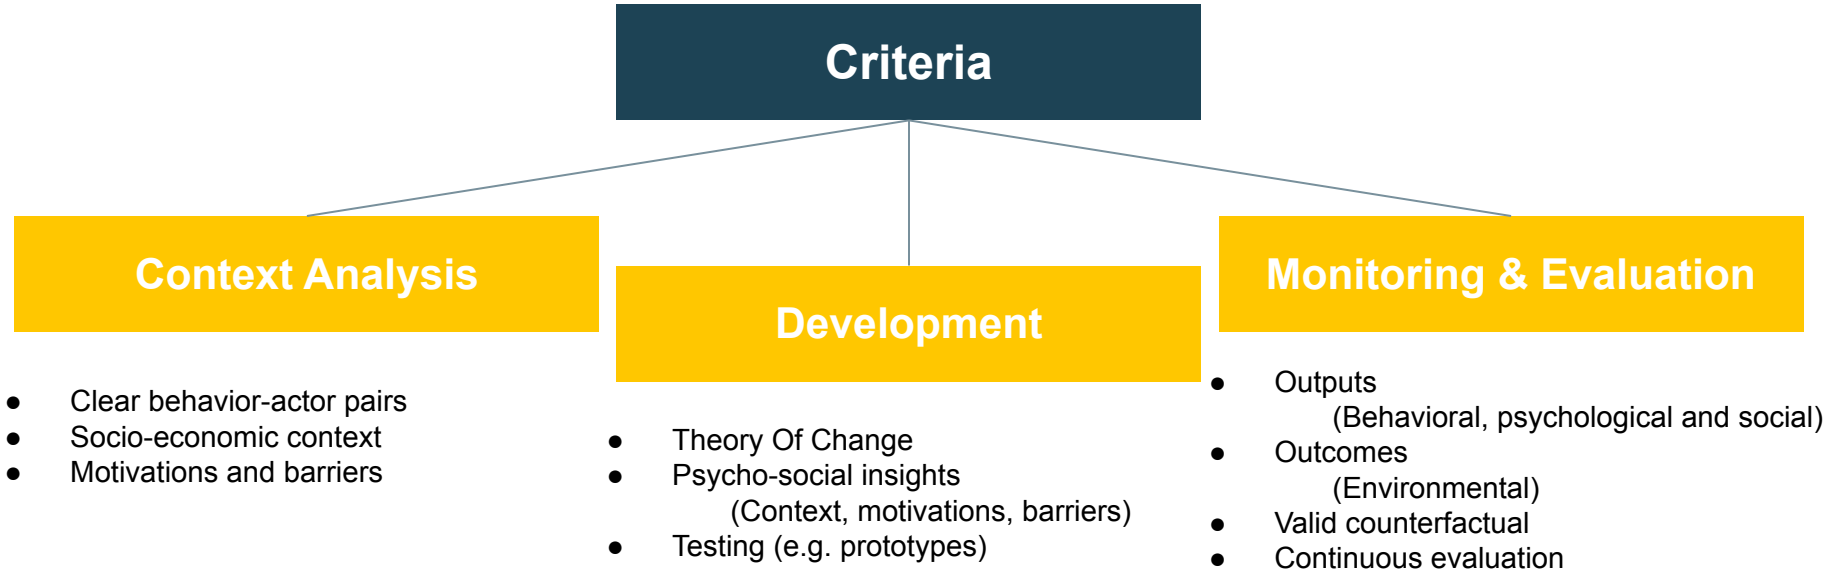 Criteria
Context Analysis
● Clear behavior-actor pairs
● Socio-economic context
● Motivations and barriers
Development
● Theory Of Change
● Psycho-social insights
(Context, motivations, barriers)
● Testing (e.g. prototypes)
Monitoring & Evaluation
● Outputs
(Behavioral, psychological and social)
● Outcomes
(Environmental)
● Valid counterfactual
● Continuous evaluation